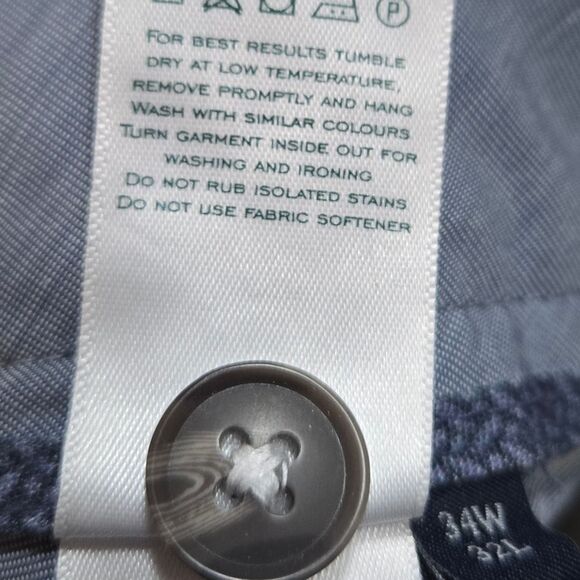 P
FOR BEST RESULTS TUMBLE
DRY AT LOW TEMPERATURE,
REMOVE PROMPTLY AND HANG
WASH WITH SIMILAR COLOURS
TURN GARMENT INSIDE OUT FOR
WASHING AND IRONING
DO NOT RUB ISOLATED STAINS
DO NOT USE FABRIC SOFTENER
34W
32L